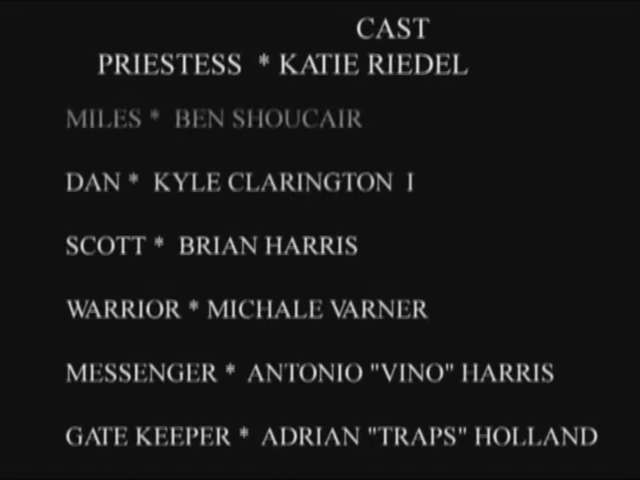 CAST
PRIESTESS * KATIE RIEDEL
MILES * BEN SHOUCAIR
DAN * KYLE CLARINGTON I
SCOTT * BRIAN HARRIS
WARRIOR * MICHALE VARNER
MESSENGER * ANTONIO "VINO" HARRIS
GATE KEEPER * ADRIAN "TRAPS" HOLLAND